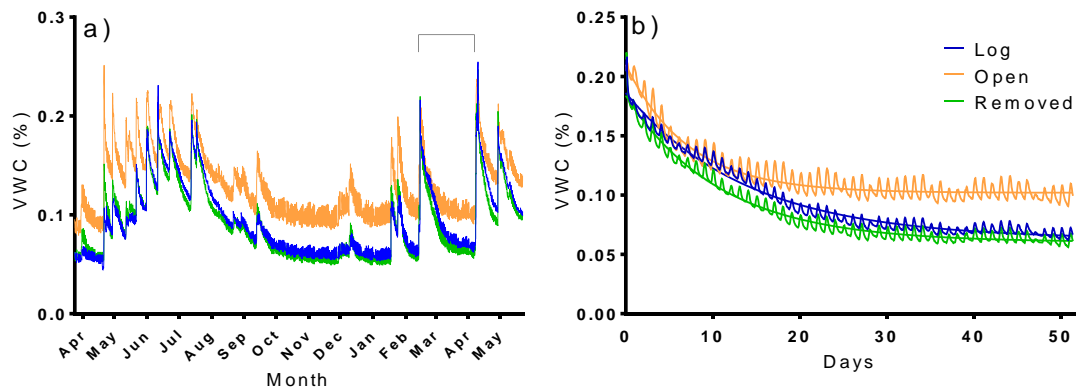 a)
VWC (%)
0.3
0.2
0.1
0.0
Apr May Jun Jul Aug Sep Oct Nov Dec Jan Feb Mar Apr May
Month
b)
VWC (%)
0.25
0.20
0.15
0.10
0.05
0.00
0 10 20 30 40 50
Days
Log
Open
Removed